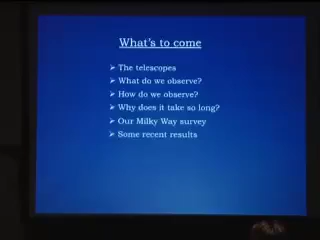 What's to come
➢ The telescopes
➢ What do we observe?
➢ How do we observe?
➢ Why does it take so long?
➢ Our Milky Way survey
➢ Some recent results